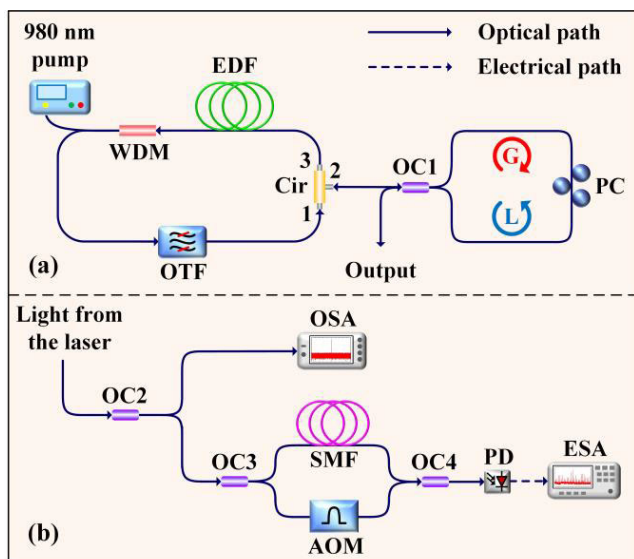 980 nm
pump
EDF
Optical path
Electrical path
WDM
3
2
Cir
1
OC1
G
L
PC
OTF
Output
(a)
Light from
the laser
OSA
OC2
OC3
SMF
OC4
PD
ESA
AOM
(b)